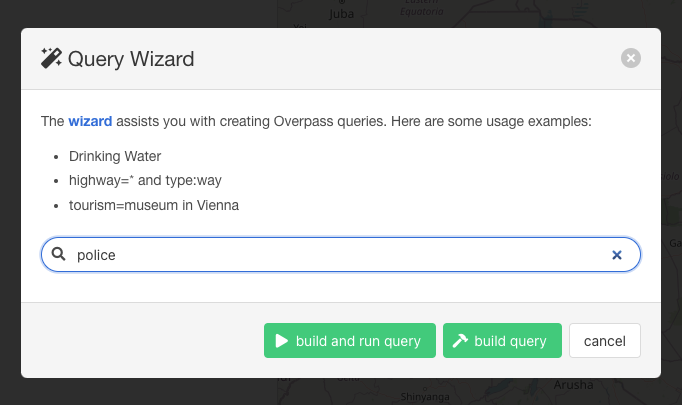 Eastern
Equatoria
Juba
Query Wizard
The wizard assists you with creating Overpass queries. Here are some usage examples:
• Drinking Water
• highway=* and type:way
• tourism=museum in Vienna
police
build and run query
build query
cancel
Arusha
Shinyanga